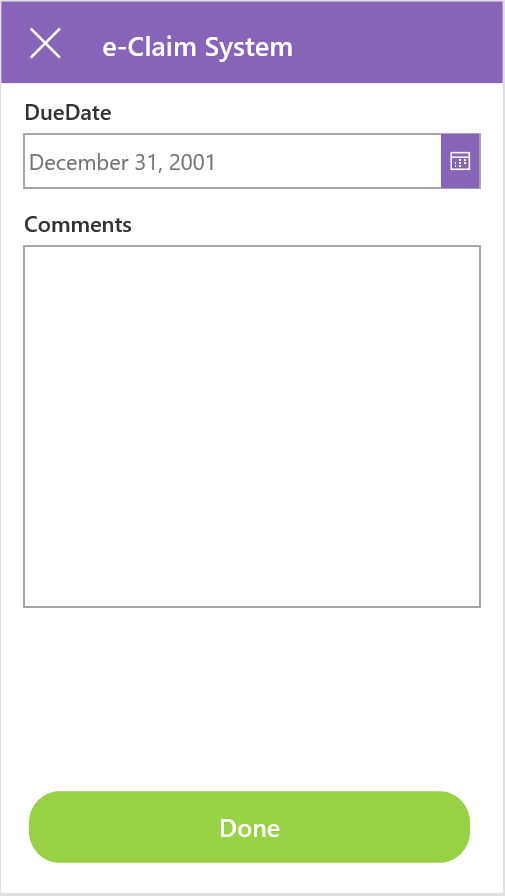 e-Claim System
DueDate
December 31, 2001
Comments
Done